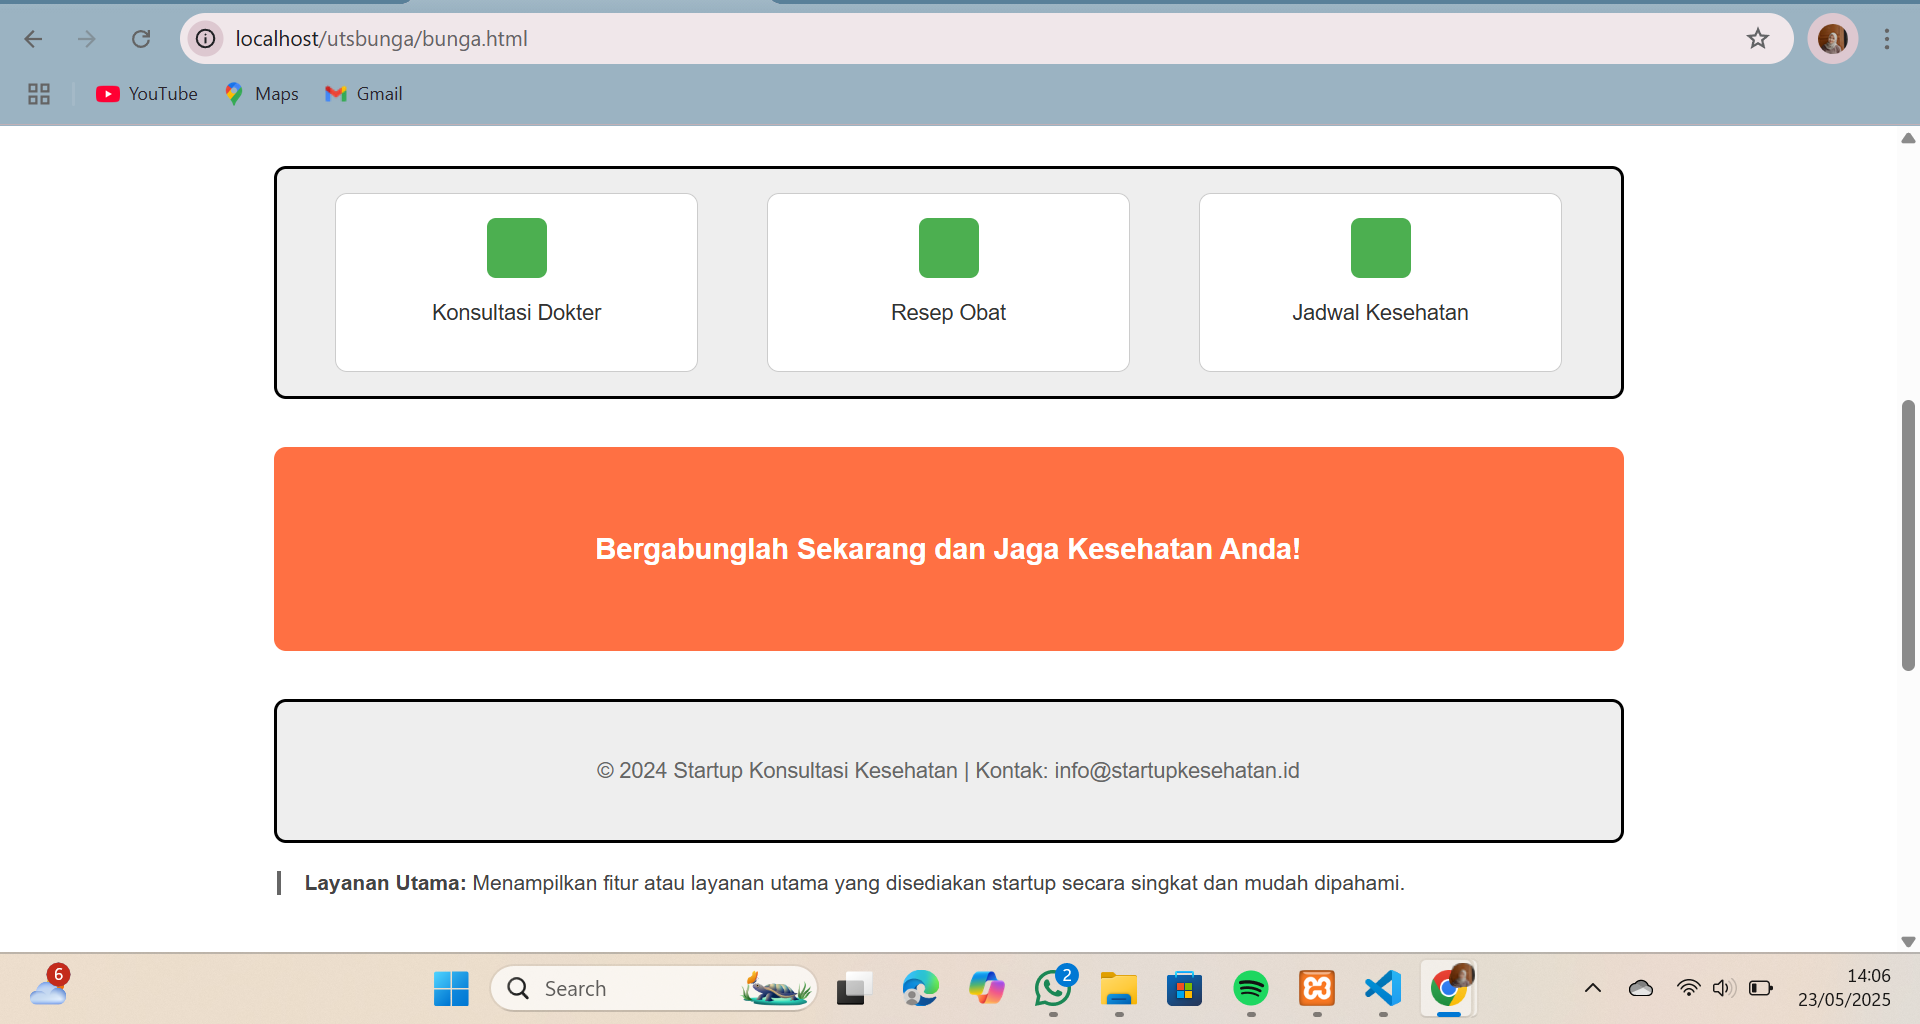 localhost/utsbunga/bunga.html
YouTube
Maps
Gmail
Konsultasi Dokter
Resep Obat
Jadwal Kesehatan
Bergabunglah Sekarang dan Jaga Kesehatan Anda!
© 2024 Startup Konsultasi Kesehatan | Kontak: info@startupkesehatan.id
Layanan Utama: Menampilkan fitur atau layanan utama yang disediakan startup secara singkat dan mudah dipahami.
6
Search
2
14:06
23/05/2025